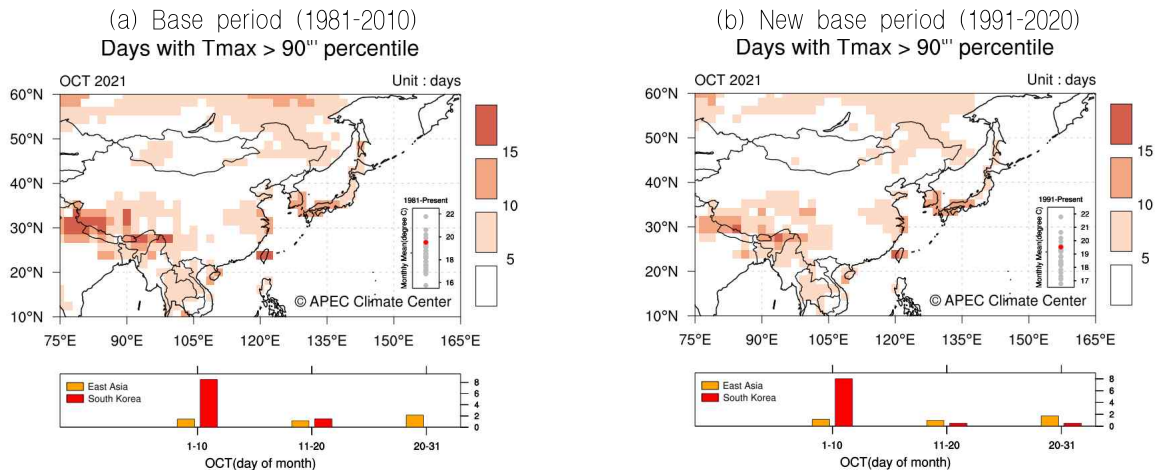 (a) Base period (1981-2010)
Days with Tmax > 90th percentile
OCT 2021
Unit : days
60°N
50°N
40°N
30°N
20°N
10°N
75°E
90°E
105°E
120°E
135°E
150°E
165°E
15
10
5
1981-Present
Monthly Mean(degree C)
22
20
18
16
© APEC Climate Center
East Asia
South Korea
8
6
4
2
0
1-10
11-20
20-31
OCT(day of month)
(b) New base period (1991-2020)
Days with Tmax > 90th percentile
OCT 2021
Unit : days
60°N
50°N
40°N
30°N
20°N
10°N
75°E
90°E
105°E
120°E
135°E
150°E
165°E
15
10
5
1991-Present
Monthly Mean(degree C)
22
21
20
19
18
17
© APEC Climate Center
East Asia
South Korea
8
6
4
2
0
1-10
11-20
20-31
OCT(day of month)